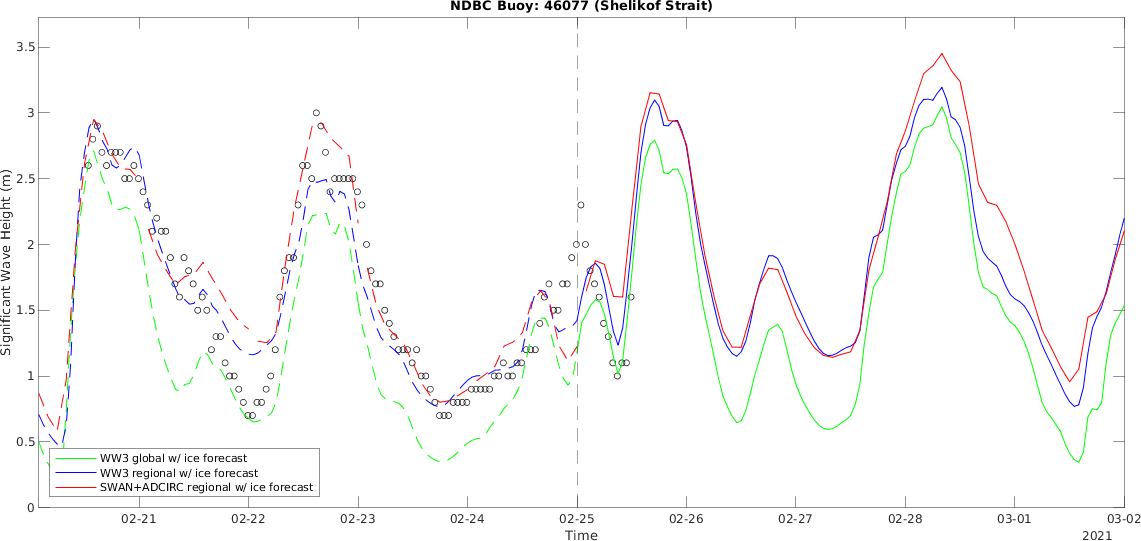 NDBC Buoy: 46077 (Shelikof Strait)
Significant Wave Height (m)
3.5
3
2.5
2
1.5
1
0.5
0
WW3 global w/ ice forecast
WW3 regional w/ ice forecast
SWAN+ADCIRC regional w/ ice forecast
02-21 02-22 02-23 02-24 02-25 02-26 02-27 02-28 03-01 03-02
Time
2021